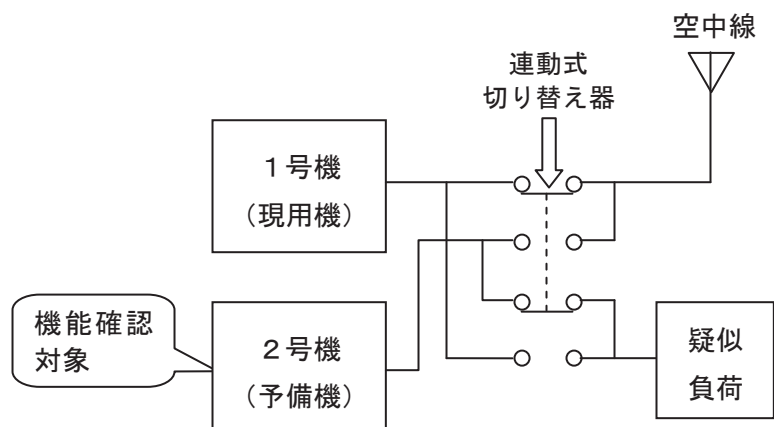 空中線
連動式
切り替え器
1号機
（現用機）
機能確認
対象
2号機
（予備機）
疑似
負荷